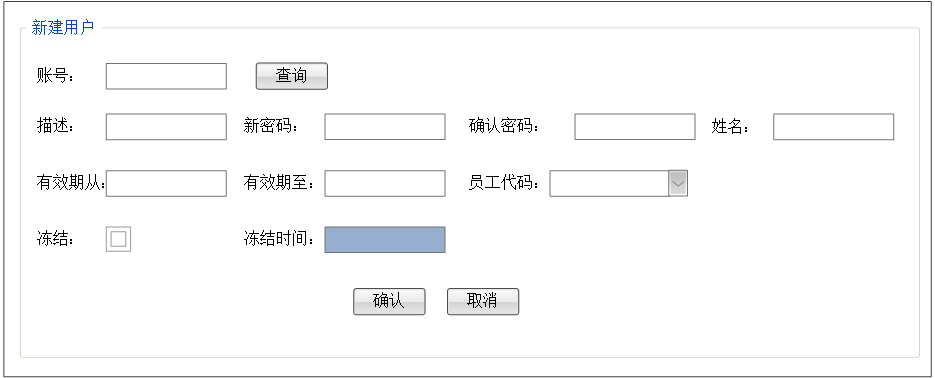 新建用户
账号： 查询
描述： 新密码： 确认密码： 姓名：
有效期从： 有效期至： 员工代码：
冻结： 冻结时间：
确认 取消